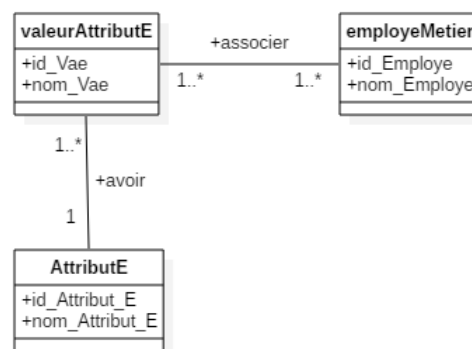 valeurAttributE
+id_Vae
+nom_Vae
+associer
1..*
1..*
employeMetier
+id_Employe
+nom_Employe
1..*
+avoir
1
AttributE
+id_Attribut_E
+nom_Attribut_E